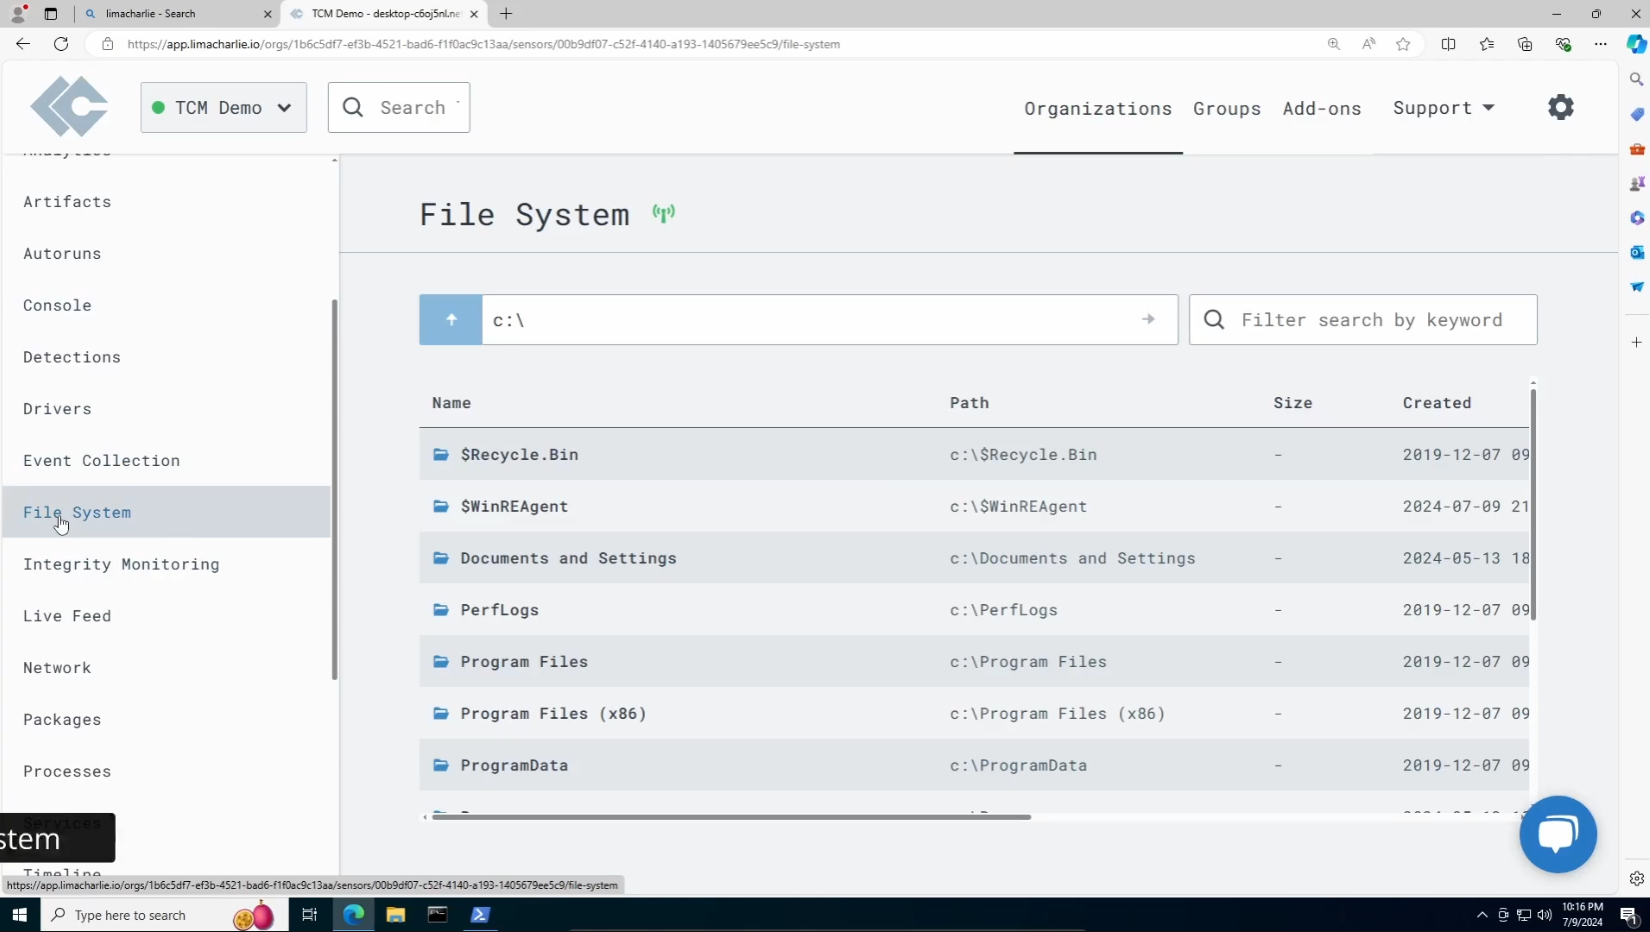 limacharlie - Search
TCM Demo - desktop-c6oj5nl.ne
https://app.limacharlie.io/orgs/1b6c5df7-ef3b-4521-bad6-f1f0ac9c13aa/sensors/00b9df07-c52f-4140-a193-1405679ee5c9/file-system
TCM Demo
Search
Organizations
Groups
Add-ons
Support
Analytics
Artifacts
Autoruns
Console
Detections
Drivers
Event Collection
File System
Integrity Monitoring
Live Feed
Network
Packages
Processes
Services
Timeline
stem
File System
c:\
Filter search by keyword
Name Path Size Created
$Recycle.Bin c:\$Recycle.Bin - 2019-12-07 09
$WinREAgent c:\$WinREAgent - 2024-07-09 21
Documents and Settings c:\Documents and Settings - 2024-05-13 18
PerfLogs c:\PerfLogs - 2019-12-07 09
Program Files c:\Program Files - 2019-12-07 09
Program Files (x86) c:\Program Files (x86) - 2019-12-07 09
ProgramData c:\ProgramData - 2019-12-07 09
https://app.limacharlie.io/orgs/1b6c5df7-ef3b-4521-bad6-f1f0ac9c13aa/sensors/00b9df07-c52f-4140-a193-1405679ee5c9/file-system
Type here to search
10:16 PM
7/9/2024
1